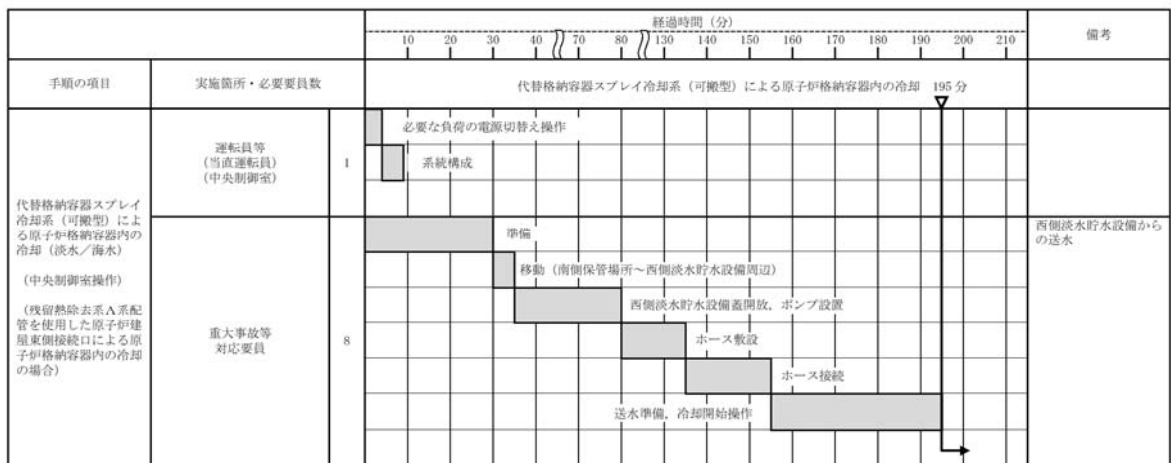 経過時間（分）
備考
10 20 30 40 70 80 130 140 150 160 170 180 190 200 210
手順の項目
実施箇所・必要要員数
代替格納容器スプレイ冷却系（可搬型）による原子炉格納容器内の冷却 195分
代替格納容器スプレイ
冷却系（可搬型）によ
る原子炉格納容器内の
冷却（淡水／海水）
（中央制御室操作）
（残留熱除去系A系配
管を使用した原子炉建
屋東側接続口による原
子炉格納容器内の冷却
の場合）
運転員等
（当直運転員）
（中央制御室）
1
必要な負荷の電源切替え操作
系統構成
重大事故等
対応要員
8
準備
移動（南側保管場所～西側淡水貯水設備周辺）
西側淡水貯水設備蓋開放，ポンプ設置
ホース敷設
ホース接続
送水準備，冷却開始操作
西側淡水貯水設備か
らの送水